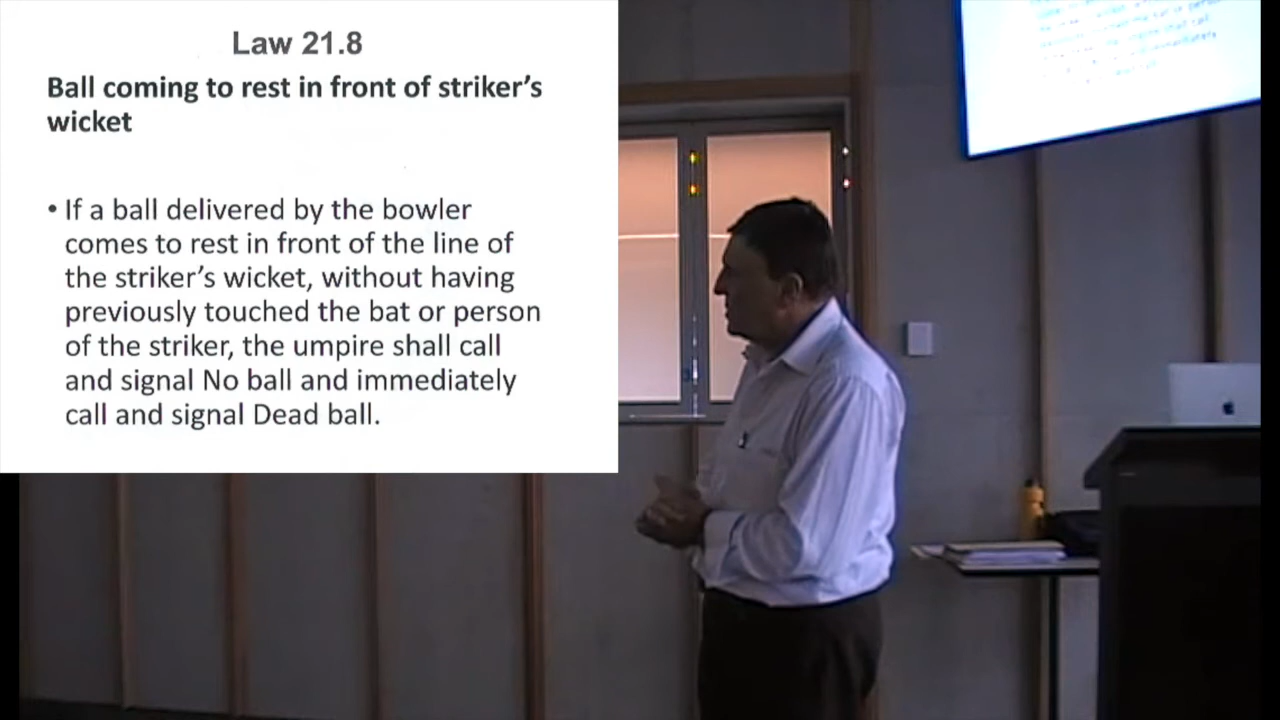 Law 21.8
Ball coming to rest in front of striker’s
wicket
• If a ball delivered by the bowler
comes to rest in front of the line of
the striker’s wicket, without having
previously touched the bat or person
of the striker, the umpire shall call
and signal No ball and immediately
call and signal Dead ball.